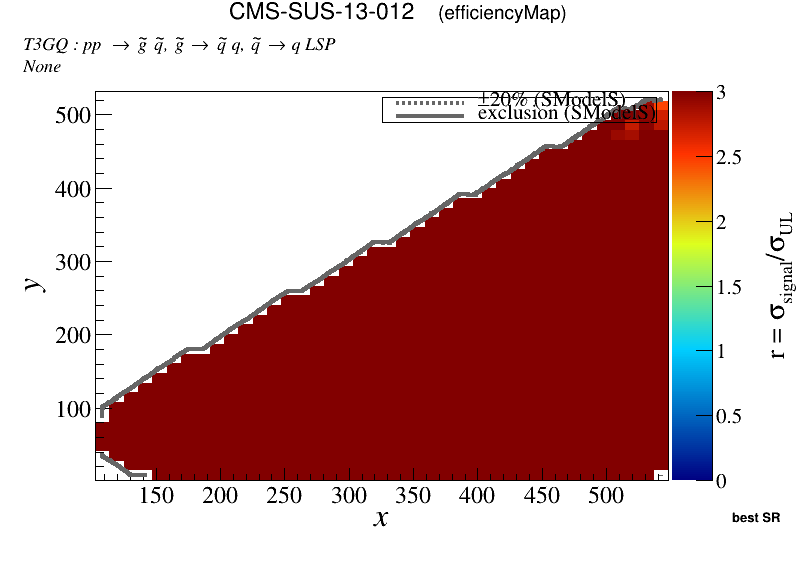 CMS-SUS-13-012 (efficiencyMap)
T3GQ : pp → g̃ q̃, g̃ → q̃ q, q̃ → q LSP
None
±20% (SModelS)
exclusion (SModelS)
y
500
400
300
200
100
150 200 250 300 350 400 450 500
x
3
2.5
2
1.5
1
0.5
0
r = σ_signal/σ_UL
best SR